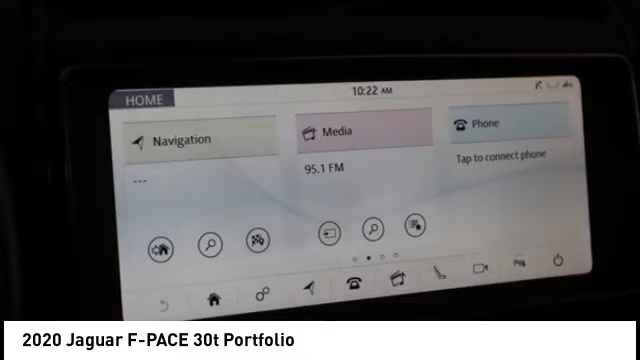 HOME
10:22 AM
Navigation
Media
Phone
---
95.1 FM
Tap to connect phone
2020 Jaguar F-PACE 30t Portfolio